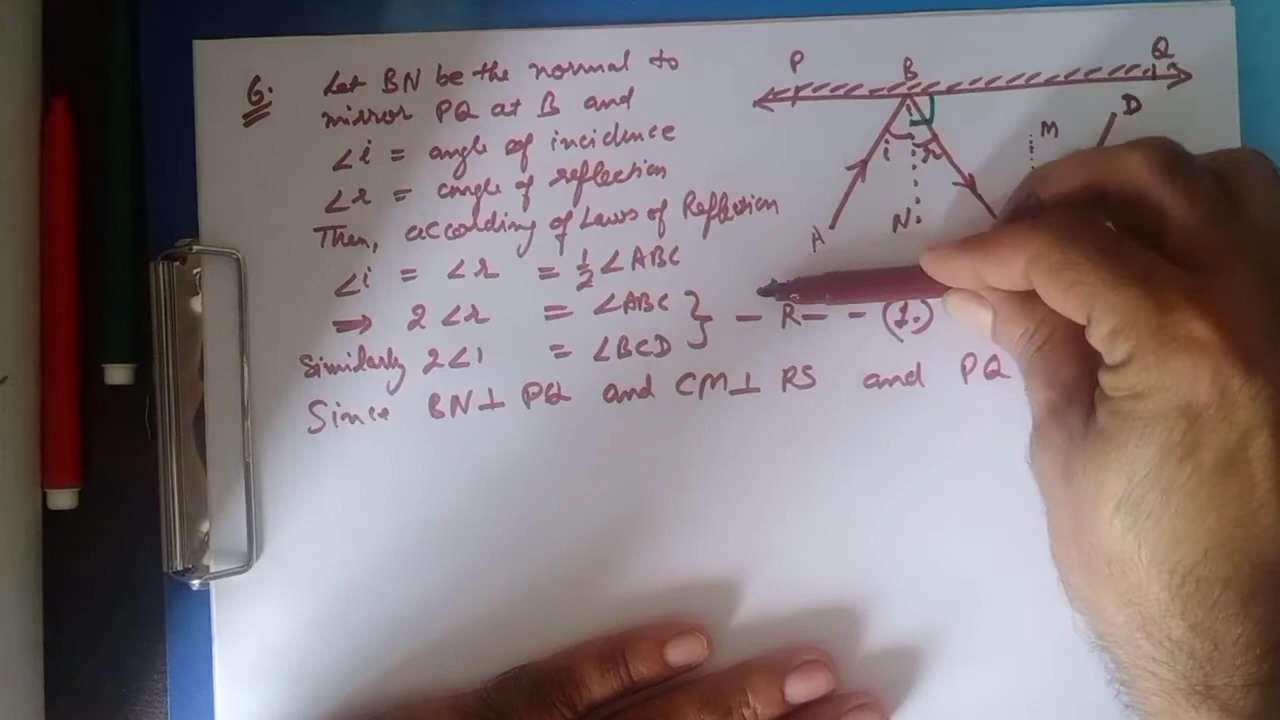 6. Let BN be the normal to
mirror PQ at B and
∠i = angle of incidence
∠r = angle of reflection
Then, according of Laws of Reflection
∠i = ∠r = 1/2 ∠ABC
⇒ 2∠r = ∠ABC } - R - - (1.)
Similarly 2∠1 = ∠BCD
Since BN⊥ PQ and CM⊥ RS and PQ
P B Q
D
M
i r
N
A